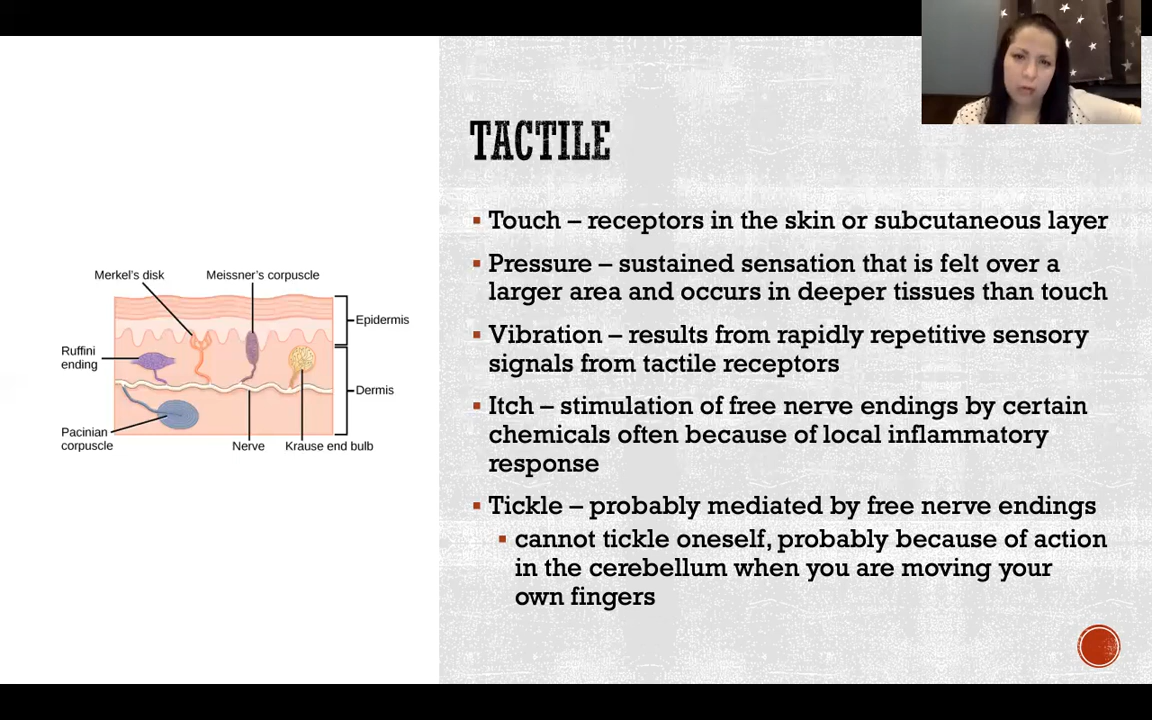 TACTILE
Merkel's disk
Meissner's corpuscle
Epidermis
Ruffini
ending
Dermis
Pacinian
corpuscle
Nerve
Krause end bulb
▪ Touch – receptors in the skin or subcutaneous layer
▪ Pressure – sustained sensation that is felt over a
larger area and occurs in deeper tissues than touch
▪ Vibration – results from rapidly repetitive sensory
signals from tactile receptors
▪ Itch – stimulation of free nerve endings by certain
chemicals often because of local inflammatory
response
▪ Tickle – probably mediated by free nerve endings
▪ cannot tickle oneself, probably because of action
in the cerebellum when you are moving your
own fingers